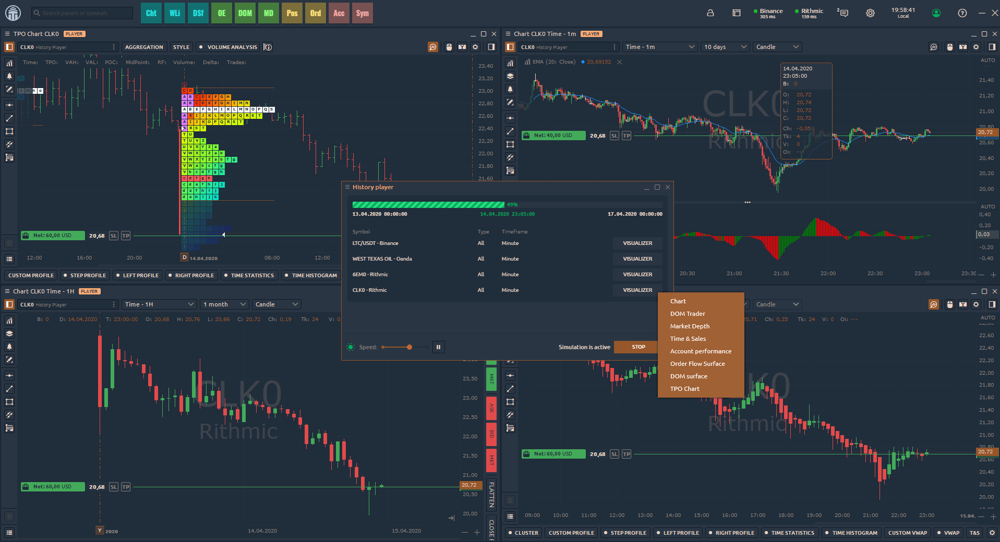 Search panels or symbols
Cht WLi DSf OE DOM MD Pos Ord Acc Sym
Binance
305 ms
Rithmic
159 ms
2
19:58:41
Local
TPO Chart CLK0 PLAYER
CLK0 History Player AGGREGATION STYLE VOLUME ANALYSIS
Time: TPO: VAH: VAL: POC: MidPoint: RF: Volume: Delta: Trades:
23,40
23,20
23,00
22,80
22,60
22,40
22,20
22,00
21,80
21,60
C D
A B C D E F G H
A B C D E F G H I M N
A B E F G H I K L M N O P Q S
A E I J K L M O P Q R S T
A I J K O P Q R S T
R S T
T U
T U V Z
U V X Y Z a
V W X Y Z a b
V W X Y Z a b f g
V W a b c f g
V b c d f g h
c d f g h
c d e f h i j
d e f h i j
d e h i j k
Net: 60,00 USD 20,68 SL TP
12:00 16:00 20:00 D 14.04.2020 08:00 12:00
CUSTOM PROFILE STEP PROFILE LEFT PROFILE RIGHT PROFILE TIME STATISTICS TIME HISTOGRAM
Chart CLK0 Time - 1m PLAYER
CLK0 History Player Time - 1m 10 days Candle
EMA (20: Close) 20,69152
AUTO
CLK0
Rithmic
14.04.2020
23:05:00
B: 0
O: 20,72
H: 20,74
L: 20,72
C: 20,72
Ch: -0,05
Tk: 4
V: 0
Oi: ---
21,40
21,20
21,00
20,80
20,72
20,60
20,40
20,20
20,00
Net: 40,00 USD 20,68 SL TP
AUTO
0,40
0,20
0,03
-0,20
-0,40
20:30 21:00 21:30 22:00 22:30 23:00 23:30
History player
49%
13.04.2020 00:00:00 14.04.2020 23:05:00 17.04.2020 00:00:00
Symbol Type Timeframe
LTC/USDT - Binance All Minute VISUALIZER
WEST TEXAS OIL - Oanda All Minute VISUALIZER
6EM0 - Rithmic All Minute VISUALIZER
CLK0 - Rithmic All Minute VISUALIZER
Speed: Simulation is active STOP
Chart
DOM Trader
Market Depth
Time & Sales
Account performance
Order Flow Surface
DOM surface
TPO Chart
Chart CLK0 Time - 1H PLAYER
CLK0 History Player Time - 1H 1 month Candle
B: 0 D: 14.04.2020 T: 23:00:00 O: 20,68 H: 20,76 L: 20,66 C: 20,72 Ch: 0,19 Tk: 24 V: 0
CLK0
Rithmic
23,50
23,00
22,50
22,00
21,50
21,00
20,72
20,50
20,00
Net: 60,00 USD 20,68 SL TP
Y 2020 14.04.2020 15.04.2020
MKT
ASK
BID
MKT
FLATTEN
Candle
20,71 Ch: 0,25 Tk: 24 V: 0 Oi: ---
AUTO
Rithmic
22,60
22,40
22,20
22,00
21,80
21,60
21,40
21,20
21,00
20,80
20,72
20,60
20,40
20,20
20,00
Net: 60,00 USD 20,68 SL TP
09:00 10:00 11:00 12:00 13:00 14:00 15:00 16:00 17:00 18:00 19:00 20:00 21:00 22:00 23:00 15.04.
CLUSTER CUSTOM PROFILE STEP PROFILE LEFT PROFILE RIGHT PROFILE TIME STATISTICS TIME HISTOGRAM CUSTOM VWAP VWAP T&S